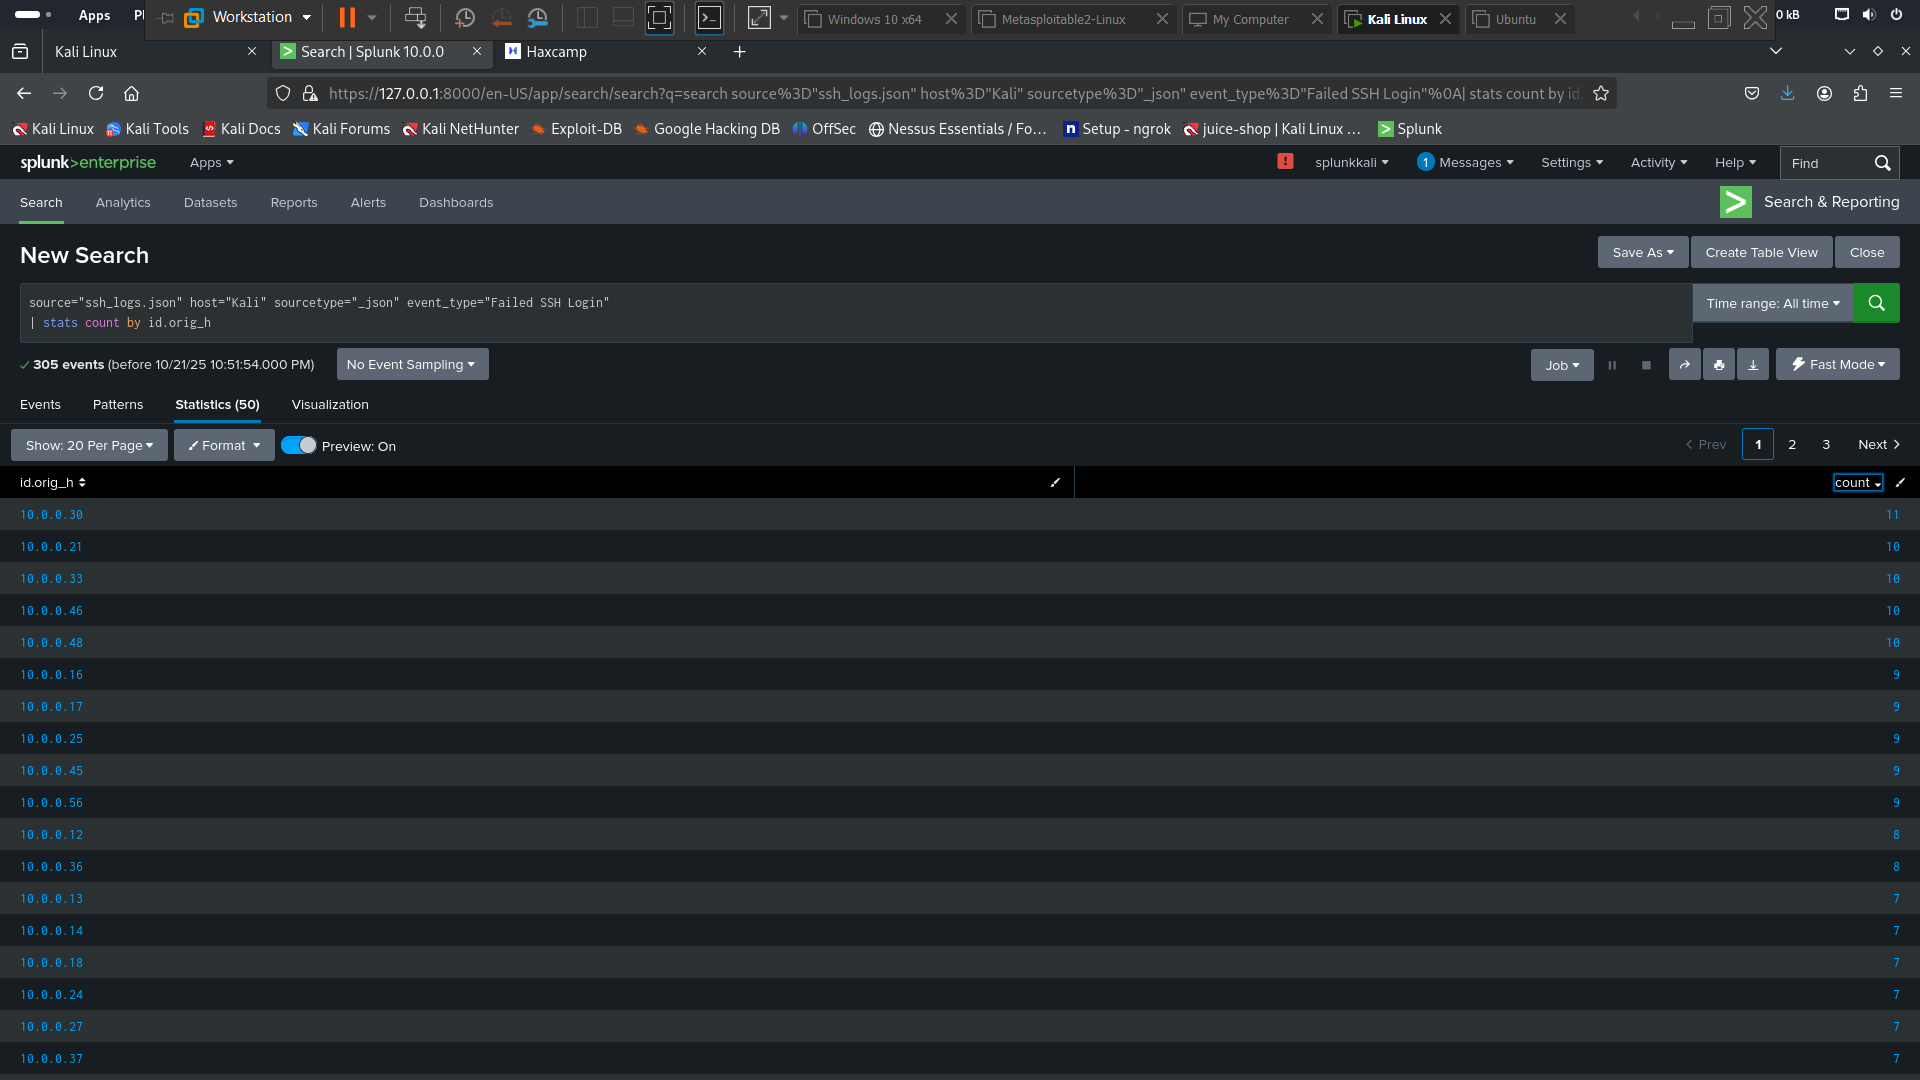 Apps
Workstation
Windows 10 x64
Metasploitable2-Linux
My Computer
Kali Linux
Ubuntu
0 kB
Kali Linux
Search | Splunk 10.0.0
Haxcamp
https://127.0.0.1:8000/en-US/app/search/search?q=search source%3D"ssh_logs.json" host%3D"Kali" sourcetype%3D"_json" event_type%3D"Failed SSH Login"%0A| stats count by id.
Kali Linux
Kali Tools
Kali Docs
Kali Forums
Kali NetHunter
Exploit-DB
Google Hacking DB
OffSec
Nessus Essentials / Fo...
Setup - ngrok
juice-shop | Kali Linux ...
Splunk
splunk>enterprise
Apps
!
splunkkali
1 Messages
Settings
Activity
Help
Find
Search
Analytics
Datasets
Reports
Alerts
Dashboards
> Search & Reporting
New Search
Save As
Create Table View
Close
source="ssh_logs.json" host="Kali" sourcetype="_json" event_type="Failed SSH Login"
| stats count by id.orig_h
Time range: All time
305 events (before 10/21/25 10:51:54.000 PM)
No Event Sampling
Job
Fast Mode
Events
Patterns
Statistics (50)
Visualization
Show: 20 Per Page
Format
Preview: On
Prev
1
2
3
Next
id.orig_h
count
10.0.0.30 11
10.0.0.21 10
10.0.0.33 10
10.0.0.46 10
10.0.0.48 10
10.0.0.16 9
10.0.0.17 9
10.0.0.25 9
10.0.0.45 9
10.0.0.56 9
10.0.0.12 8
10.0.0.36 8
10.0.0.13 7
10.0.0.14 7
10.0.0.18 7
10.0.0.24 7
10.0.0.27 7
10.0.0.37 7